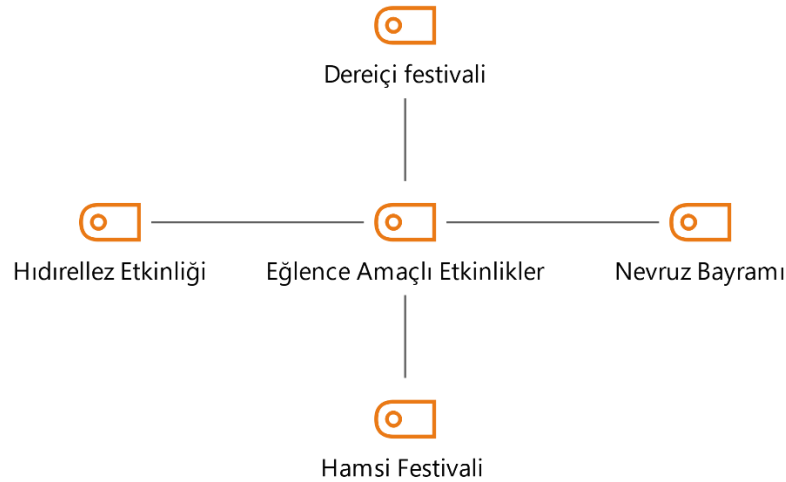 Dereiçi festivali
Hıdırellez Etkinliği
Eğlence Amaçlı Etkinlikler
Nevruz Bayramı
Hamsi Festivali